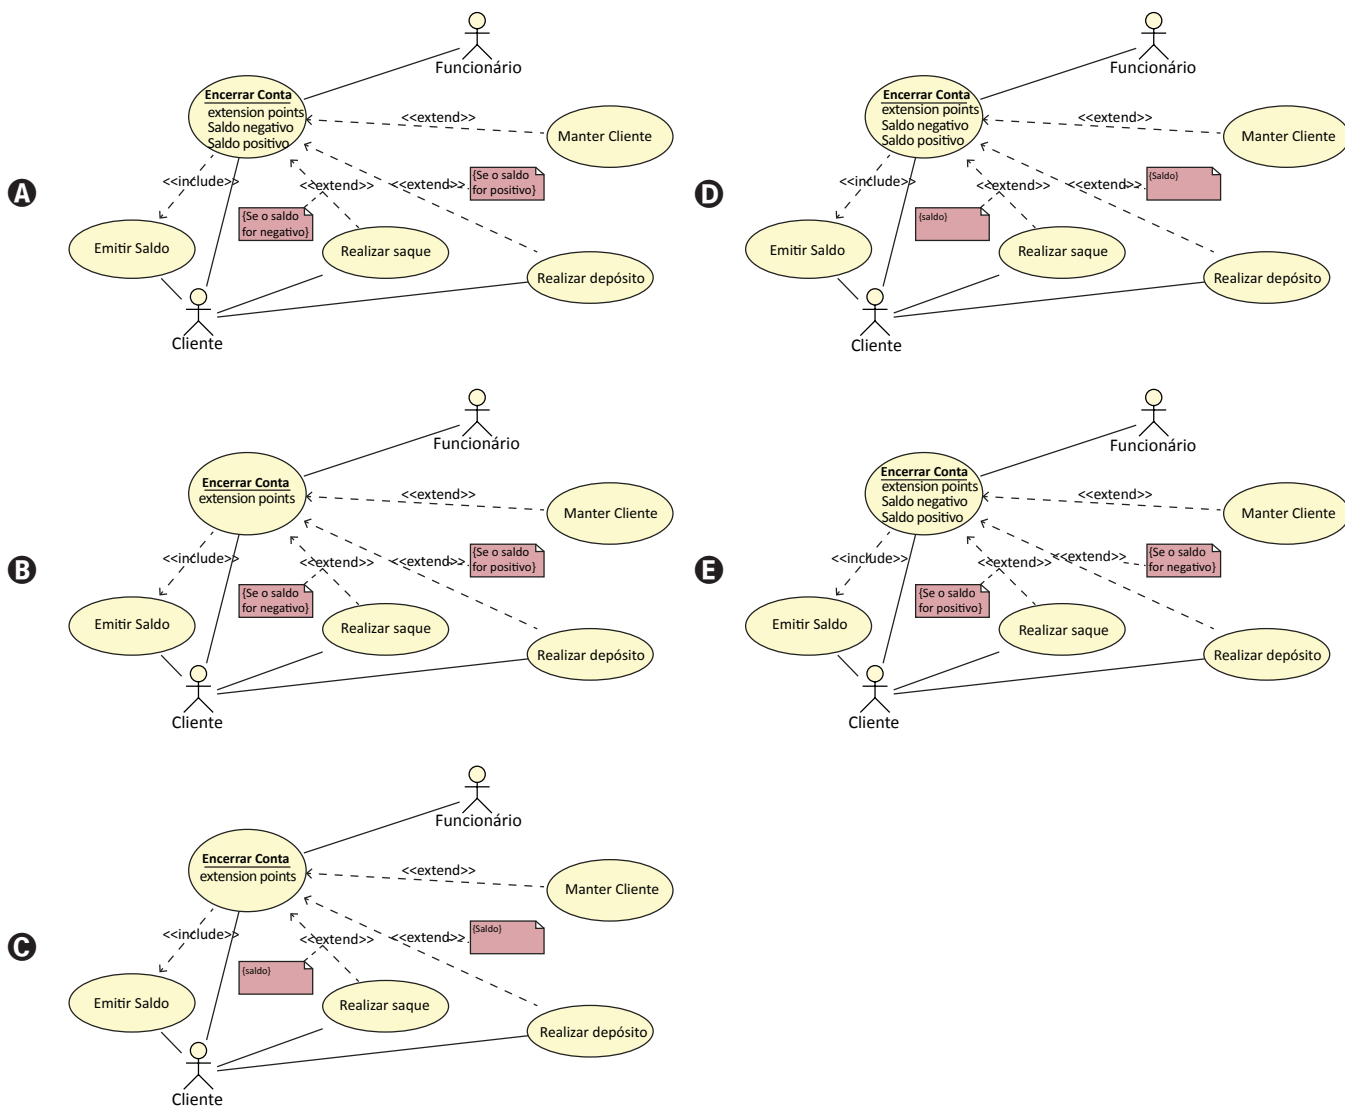 A
Funcionário
Encerrar Conta
extension points
Saldo negativo
Saldo positivo
<<extend>>
Manter Cliente
<<include>>
<<extend>>
<<extend>>
{Se o saldo
for positivo}
{Se o saldo
for negativo}
Emitir Saldo
Realizar saque
Realizar depósito
Cliente
B
Funcionário
Encerrar Conta
extension points
<<extend>>
Manter Cliente
<<include>>
<<extend>>
<<extend>>
{Se o saldo
for positivo}
{Se o saldo
for negativo}
Emitir Saldo
Realizar saque
Realizar depósito
Cliente
C
Funcionário
Encerrar Conta
extension points
<<extend>>
Manter Cliente
<<include>>
<<extend>>
<<extend>>
{Saldo}
{saldo}
Emitir Saldo
Realizar saque
Realizar depósito
Cliente
D
Funcionário
Encerrar Conta
extension points
Saldo negativo
Saldo positivo
<<extend>>
Manter Cliente
<<include>>
<<extend>>
<<extend>>
{Saldo}
{saldo}
Emitir Saldo
Realizar saque
Realizar depósito
Cliente
E
Funcionário
Encerrar Conta
extension points
Saldo negativo
Saldo positivo
<<extend>>
Manter Cliente
<<include>>
<<extend>>
<<extend>>
{Se o saldo
for negativo}
{Se o saldo
for positivo}
Emitir Saldo
Realizar saque
Realizar depósito
Cliente